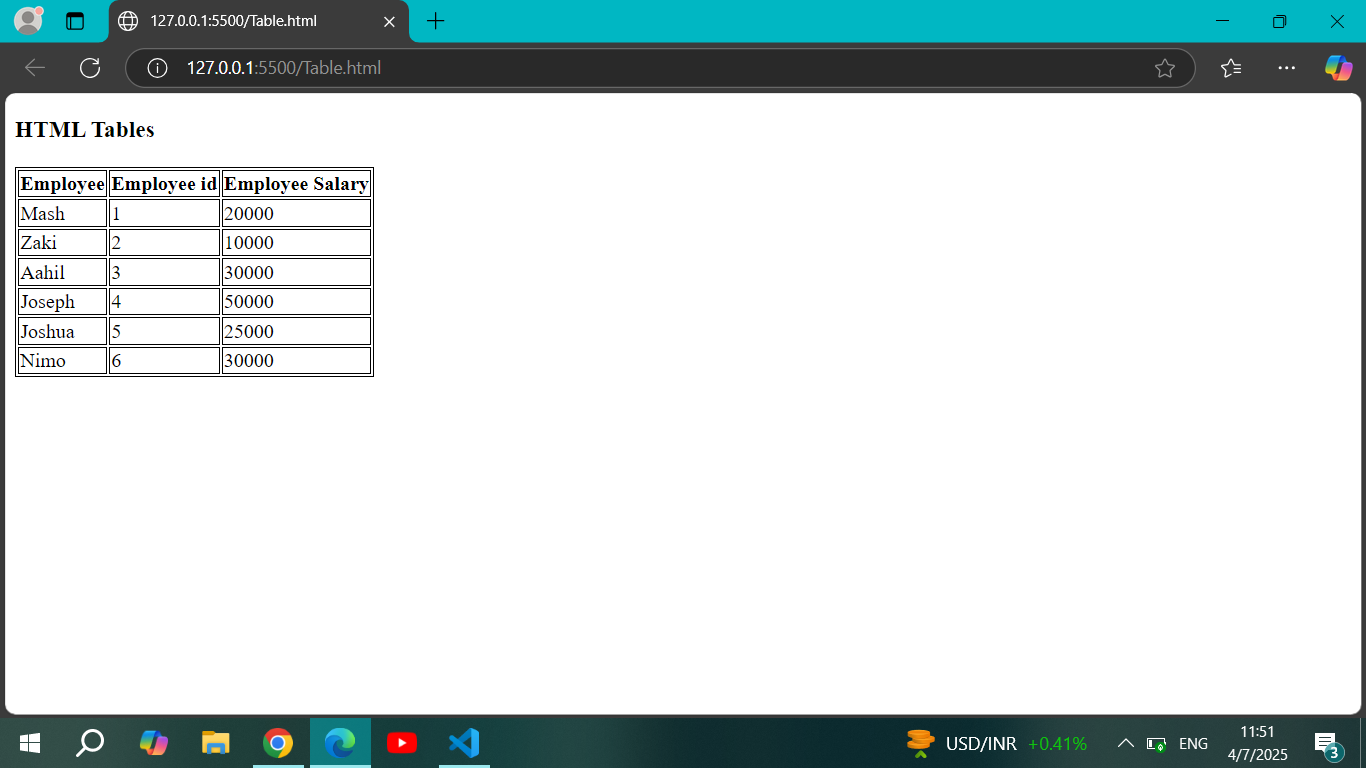 127.0.0.1:5500/Table.html
127.0.0.1:5500/Table.html
HTML Tables
Employee Employee id Employee Salary
Mash 1 20000
Zaki 2 10000
Aahil 3 30000
Joseph 4 50000
Joshua 5 25000
Nimo 6 30000
USD/INR +0.41% ENG 11:51
4/7/2025 3